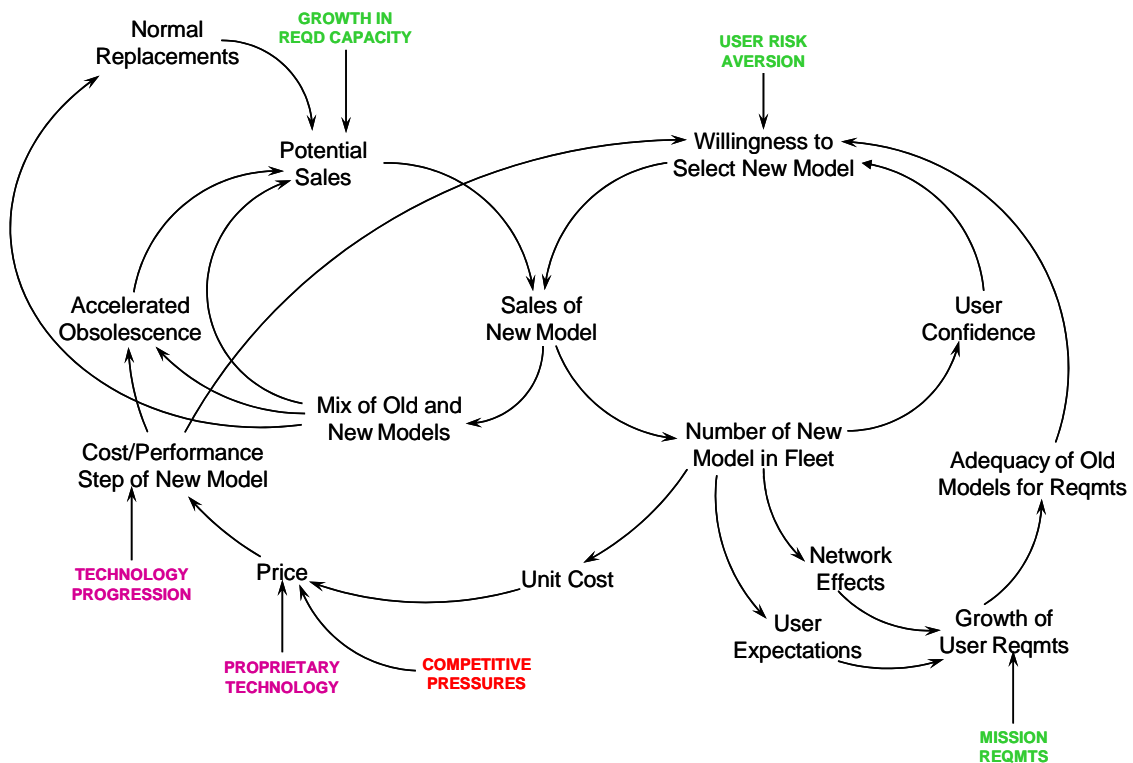 Normal
Replacements
GROWTH IN
REQD CAPACITY
USER RISK
AVERSION
Potential
Sales
Willingness to
Select New Model
Accelerated
Obsolescence
Sales of
New Model
User
Confidence
Mix of Old and
New Models
Cost/Performance
Step of New Model
Number of New
Model in Fleet
Adequacy of Old
Models for Reqmts
TECHNOLOGY
PROGRESSION
Price
Unit Cost
Network
Effects
User
Expectations
Growth of
User Reqmts
PROPRIETARY
TECHNOLOGY
COMPETITIVE
PRESSURES
MISSION
REQMTS